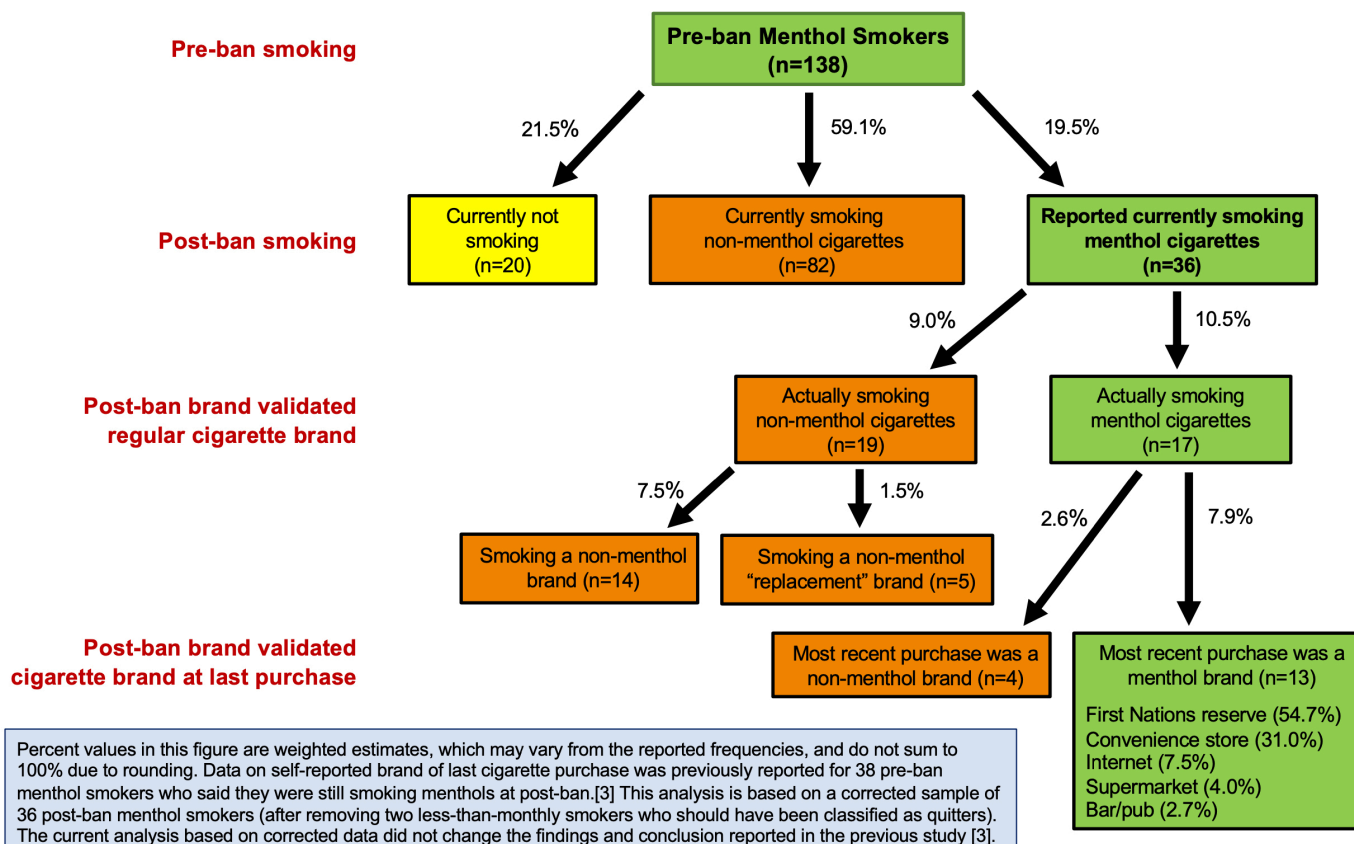 Pre-ban smoking
Pre-ban Menthol Smokers
(n=138)
21.5%
59.1%
19.5%
Post-ban smoking
Currently not
smoking
(n=20)
Currently smoking
non-menthol cigarettes
(n=82)
Reported currently smoking
menthol cigarettes
(n=36)
9.0%
10.5%
Post-ban brand validated
regular cigarette brand
Actually smoking
non-menthol cigarettes
(n=19)
Actually smoking
menthol cigarettes
(n=17)
7.5%
1.5%
2.6%
7.9%
Smoking a non-menthol
brand (n=14)
Smoking a non-menthol
“replacement” brand (n=5)
Post-ban brand validated
cigarette brand at last purchase
Most recent purchase was a
non-menthol brand (n=4)
Most recent purchase was a
menthol brand (n=13)
First Nations reserve (54.7%)
Convenience store (31.0%)
Internet (7.5%)
Supermarket (4.0%)
Bar/pub (2.7%)
Percent values in this figure are weighted estimates, which may vary from the reported frequencies, and do not sum to
100% due to rounding. Data on self-reported brand of last cigarette purchase was previously reported for 38 pre-ban
menthol smokers who said they were still smoking menthols at post-ban.[3] This analysis is based on a corrected sample of
36 post-ban menthol smokers (after removing two less-than-monthly smokers who should have been classified as quitters).
The current analysis based on corrected data did not change the findings and conclusion reported in the previous study [3].